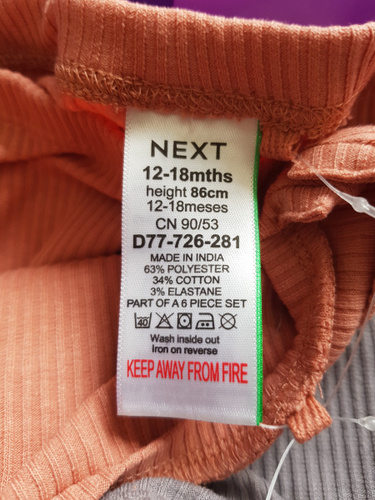 NEXT
12-18mths
height 86cm
12-18meses
CN 90/53
D77-726-281
MADE IN INDIA
63% POLYESTER
34% COTTON
3% ELASTANE
PART OF A 6 PIECE SET
40
Wash inside out
Iron on reverse
KEEP AWAY FROM FIRE